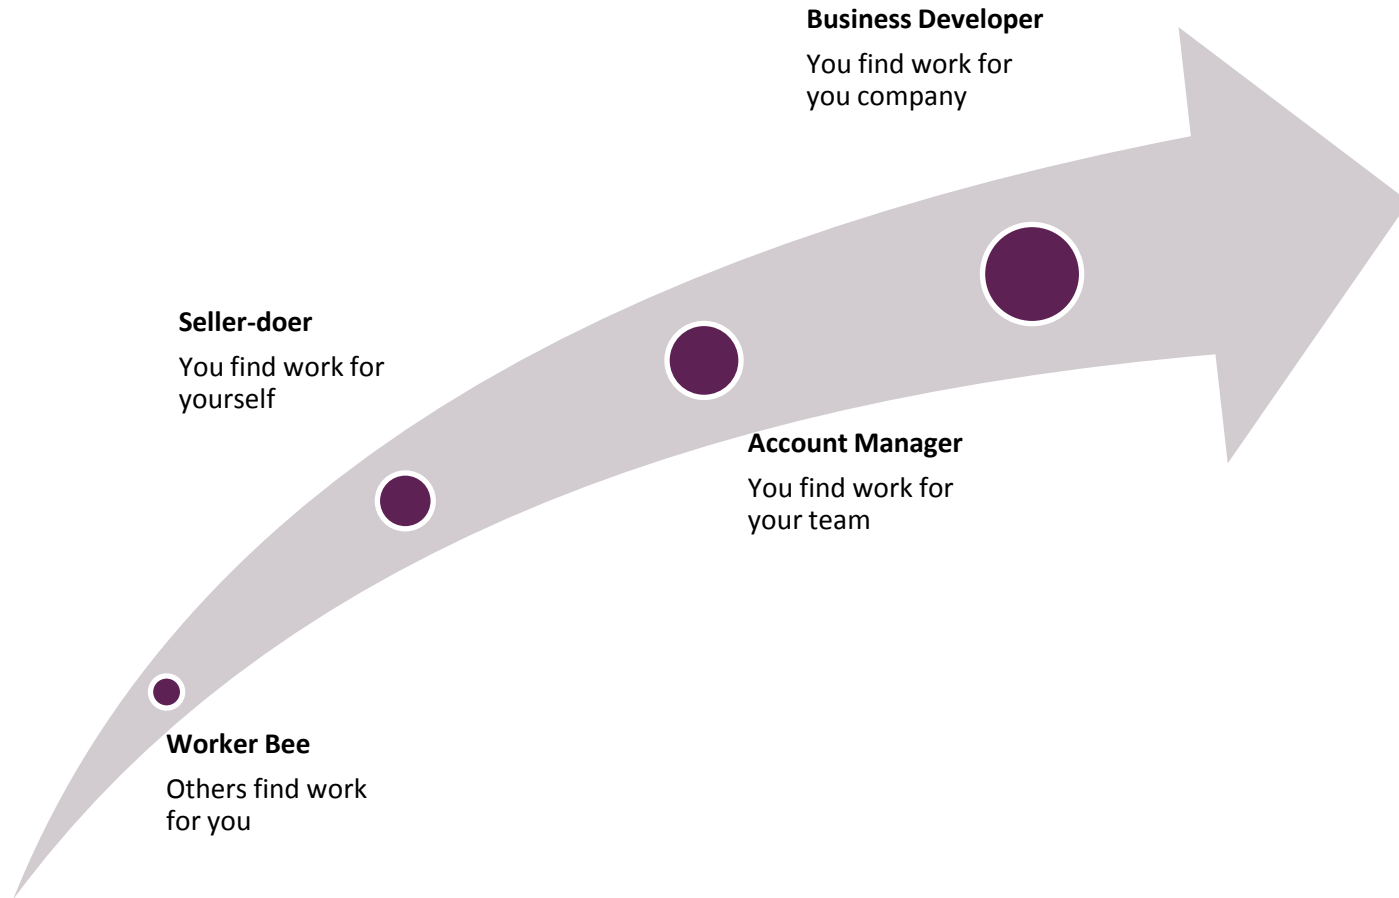 Business Developer
You find work for
you company
Seller-doer
You find work for
yourself
Account Manager
You find work for
your team
Worker Bee
Others find work
for you